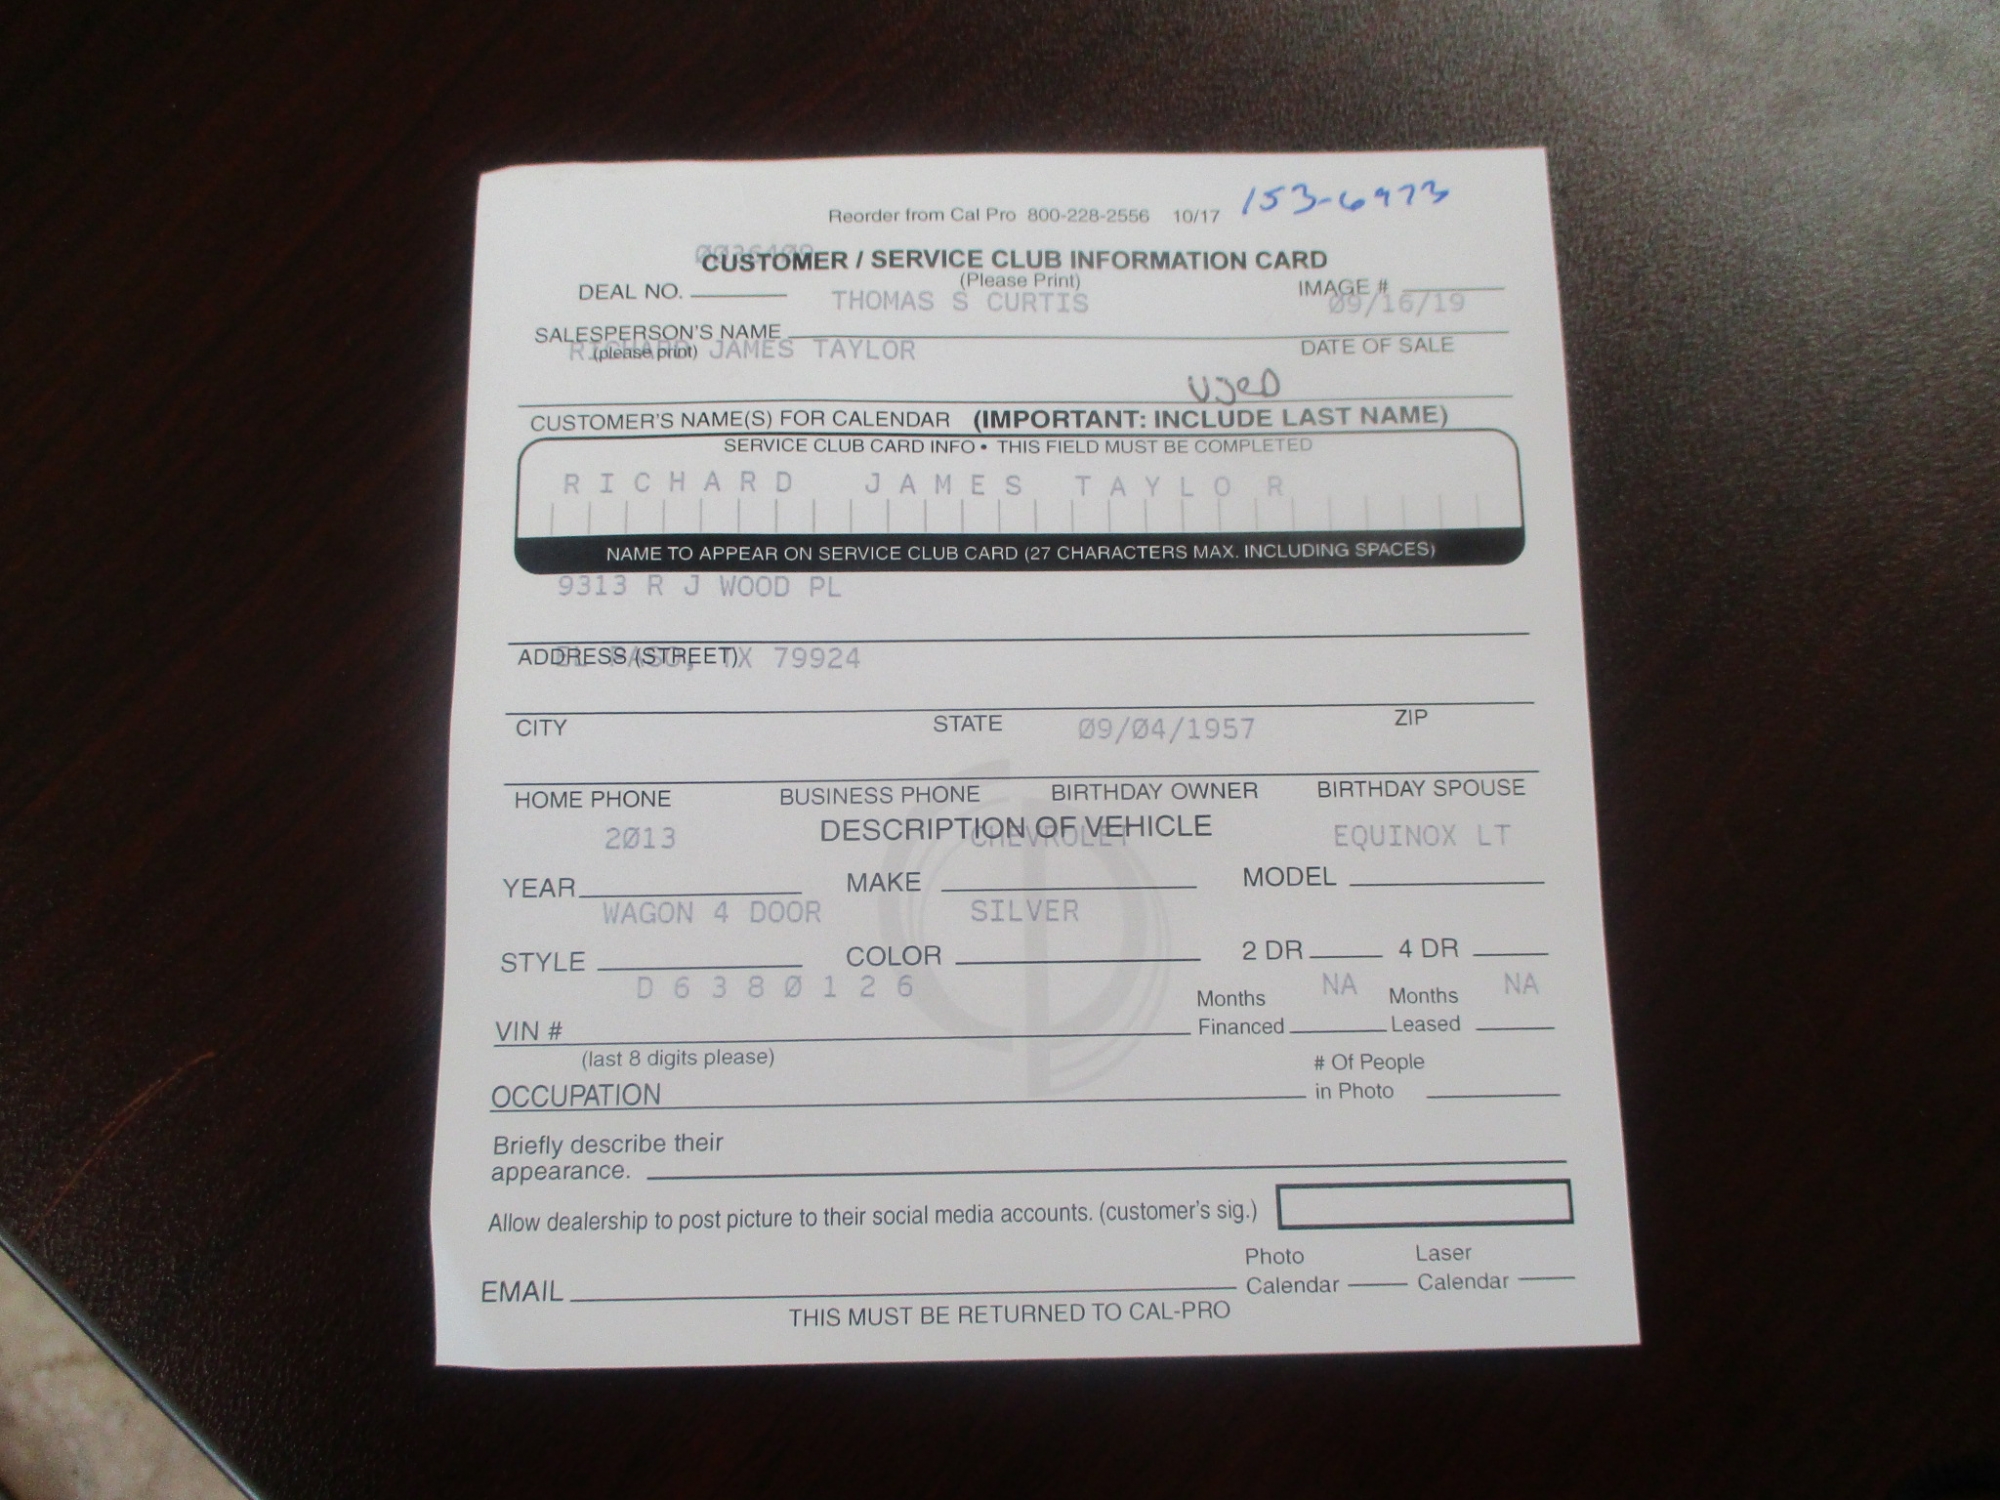 153-6973
Reorder from Cal Pro 800-228-2556 10/17
CUSTOMER / SERVICE CLUB INFORMATION CARD
(Please Print)
DEAL NO. IMAGE #
THOMAS S CURTIS 09/16/19
SALESPERSON'S NAME
(please print) DATE OF SALE
RICHARD JAMES TAYLOR
USED
CUSTOMER'S NAME(S) FOR CALENDAR (IMPORTANT: INCLUDE LAST NAME)
SERVICE CLUB CARD INFO • THIS FIELD MUST BE COMPLETED
RICHARD JAMES TAYLOR
NAME TO APPEAR ON SERVICE CLUB CARD (27 CHARACTERS MAX. INCLUDING SPACES)
9313 R J WOOD PL
ADDRESS (STREET)
EL PASO, TX 79924
CITY STATE ZIP
09/04/1957
HOME PHONE BUSINESS PHONE BIRTHDAY OWNER BIRTHDAY SPOUSE
DESCRIPTION OF VEHICLE
2013 CHEVROLET EQUINOX LT
YEAR MAKE MODEL
WAGON 4 DOOR SILVER
STYLE COLOR 2 DR 4 DR
D6380126 NA NA
VIN # Months Financed Months Leased
(last 8 digits please)
OCCUPATION # Of People in Photo
Briefly describe their
appearance.
Allow dealership to post picture to their social media accounts. (customer's sig.)
EMAIL Photo Calendar Laser Calendar
THIS MUST BE RETURNED TO CAL-PRO